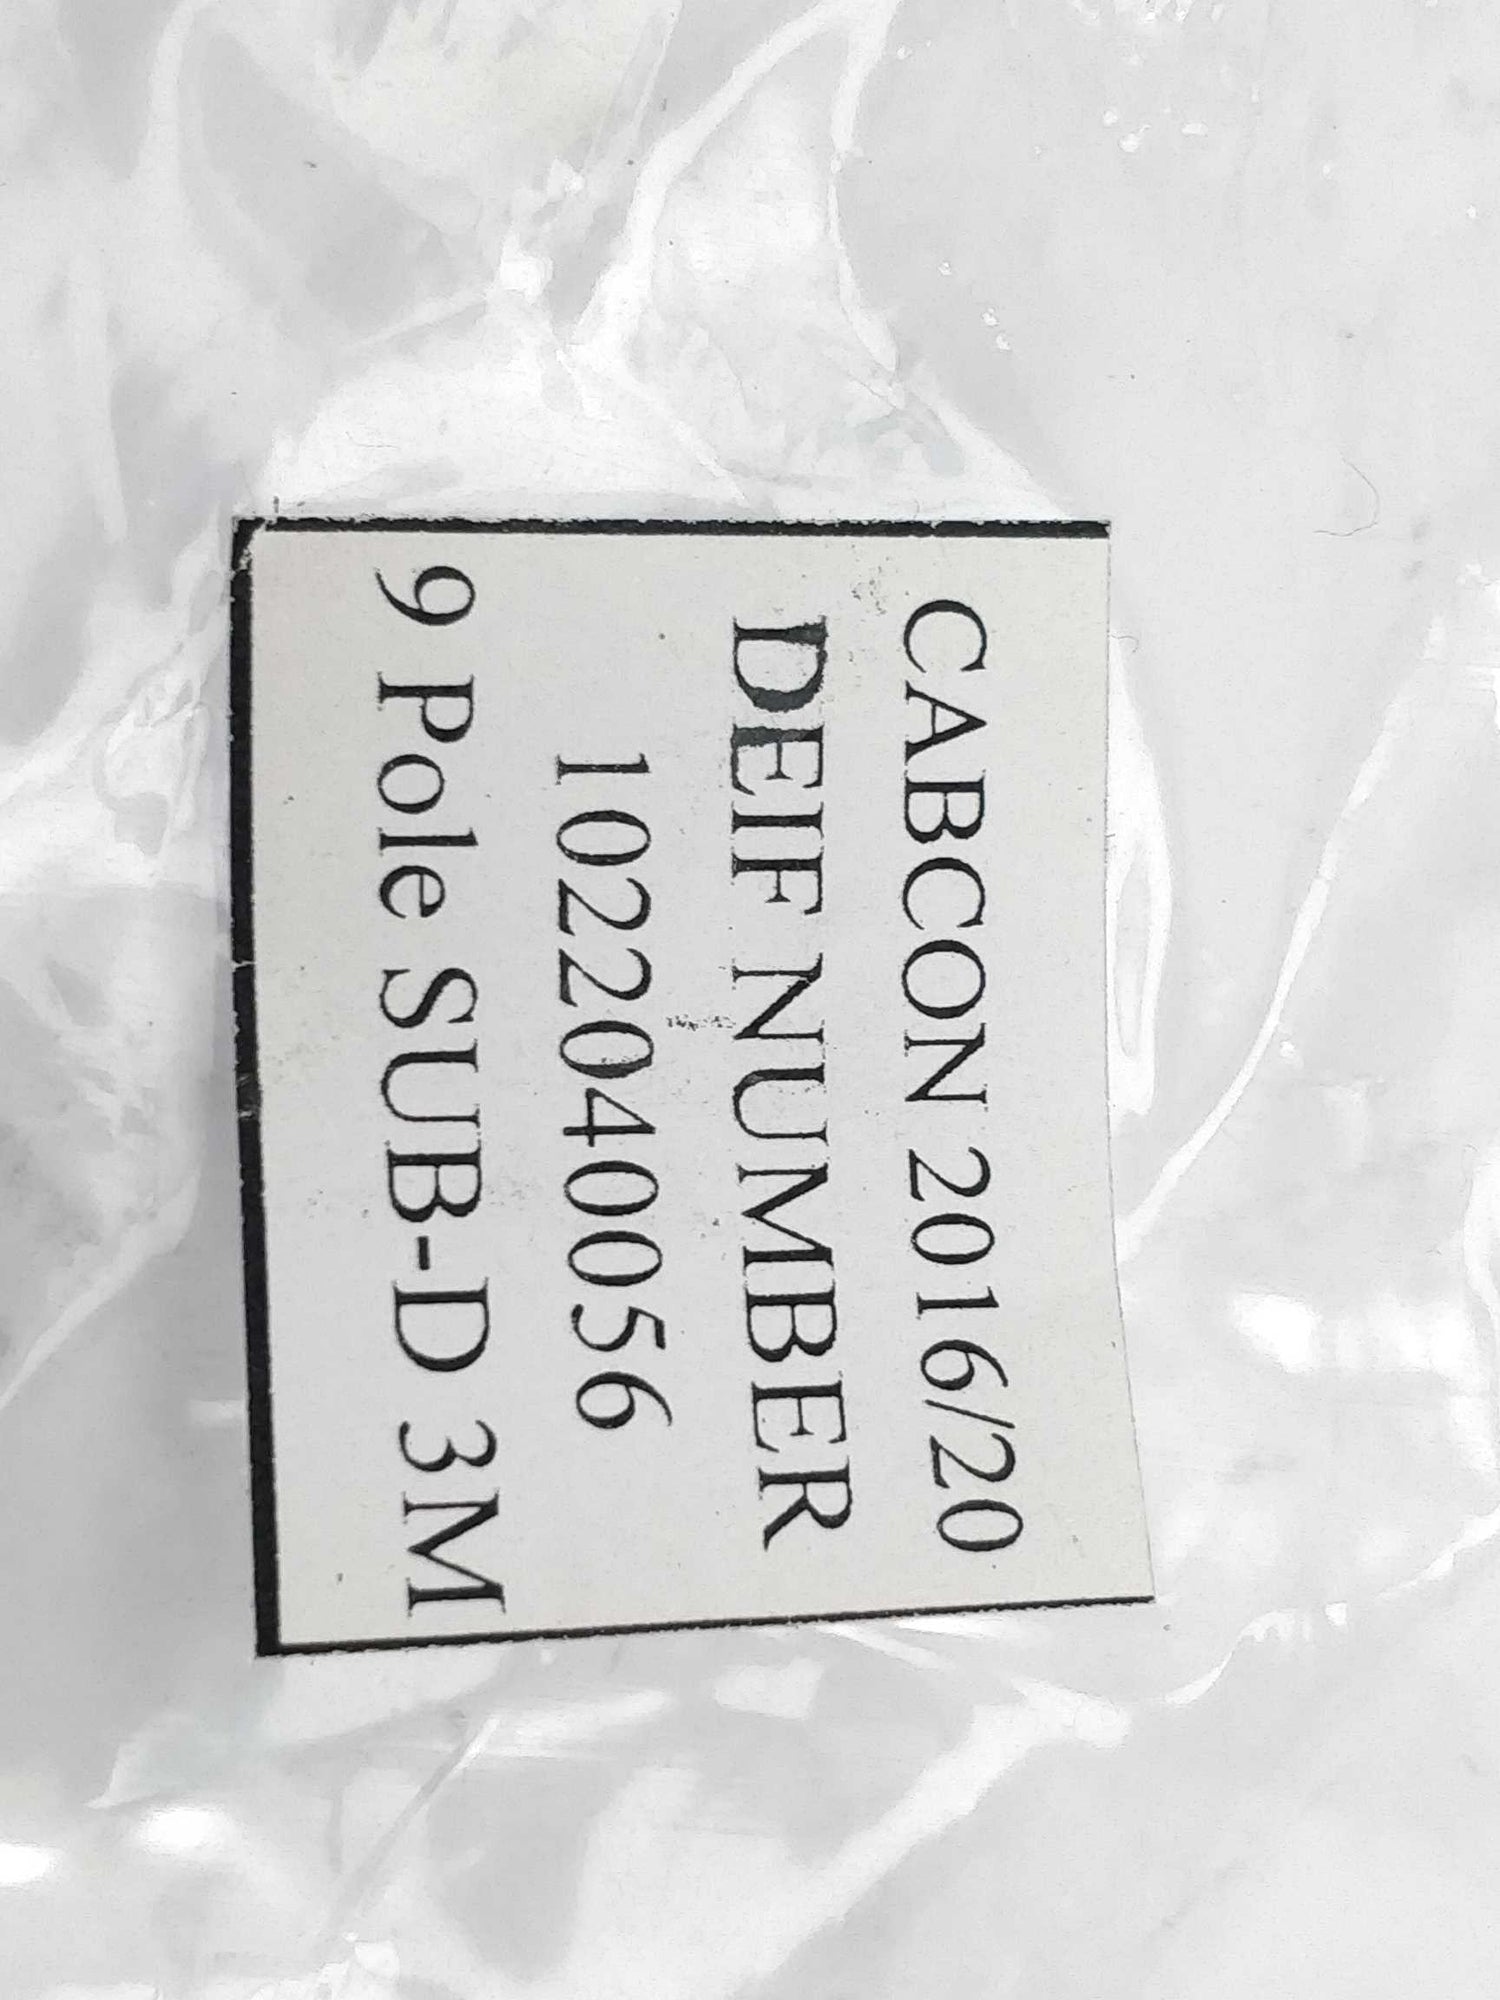 CABCON 2016/20
DEIF NUMBER
1022040056
9 Pole SUB-D 3M